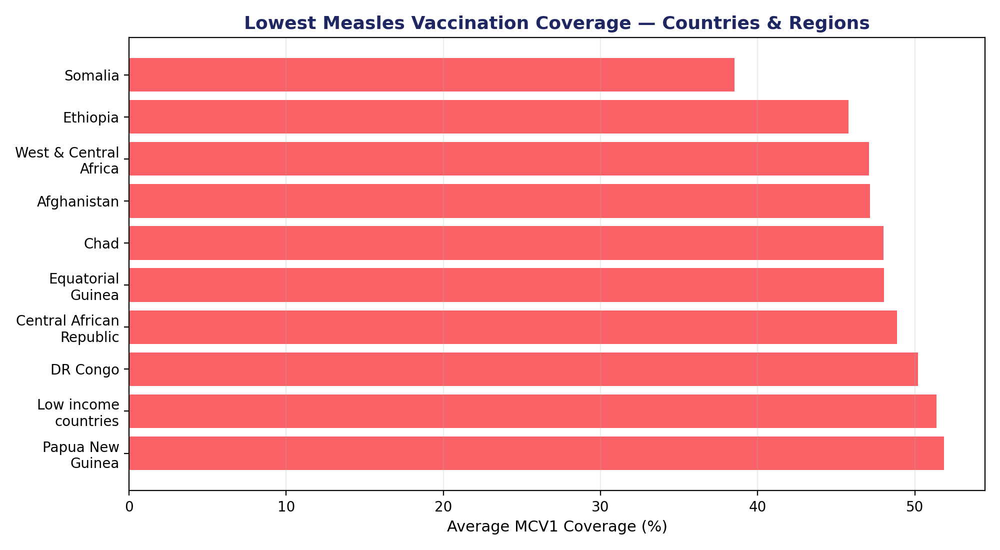 Lowest Measles Vaccination Coverage — Countries & Regions
Somalia
Ethiopia
West & Central
Africa
Afghanistan
Chad
Equatorial
Guinea
Central African
Republic
DR Congo
Low income
countries
Papua New
Guinea
0 10 20 30 40 50
Average MCV1 Coverage (%)